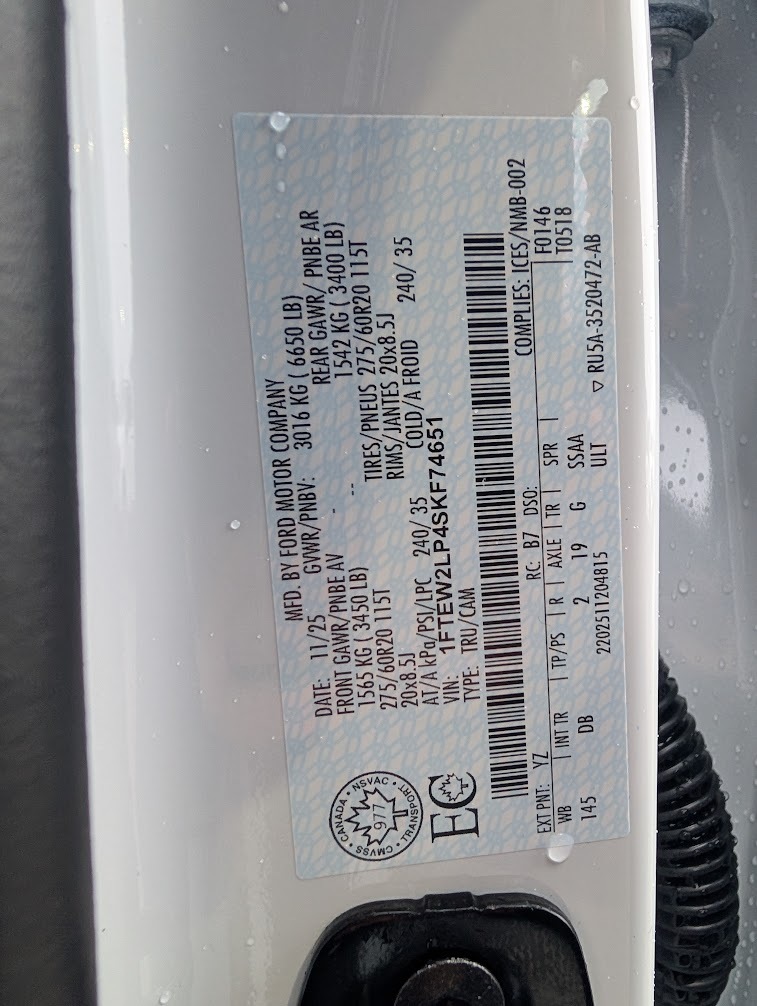 MFD. BY FORD MOTOR COMPANY
DATE: 11/25 GVWR/PNBV: 3016 KG ( 6650 LB)
FRONT GAWR/PNBE AV - REAR GAWR/ PNBE AR
1565 KG ( 3450 LB) -- 1542 KG ( 3400 LB)
275/60R20 115T TIRES/PNEUS 275/60R20 115T
20x8.5J RIMS/JANTES 20x8.5J
AT/A kPa/PSI/LPC 240/ 35 COLD/A FROID 240/ 35
VIN: 1FTEW2LP4SKF74651
TYPE: TRU/CAM
CANADA • NSVAC • TRANSPORT • CMVSS •
977
EC
COMPLIES: ICES/NMB-002
EXT PNT: YZ RC: B7 DSO: F0146
WB | INT TR | TP/PS | R | AXLE | TR | SPR | T0518
145 DB 2 19 G SSAA
2202511204815 ULT
▽ RU5A-3520472-AB